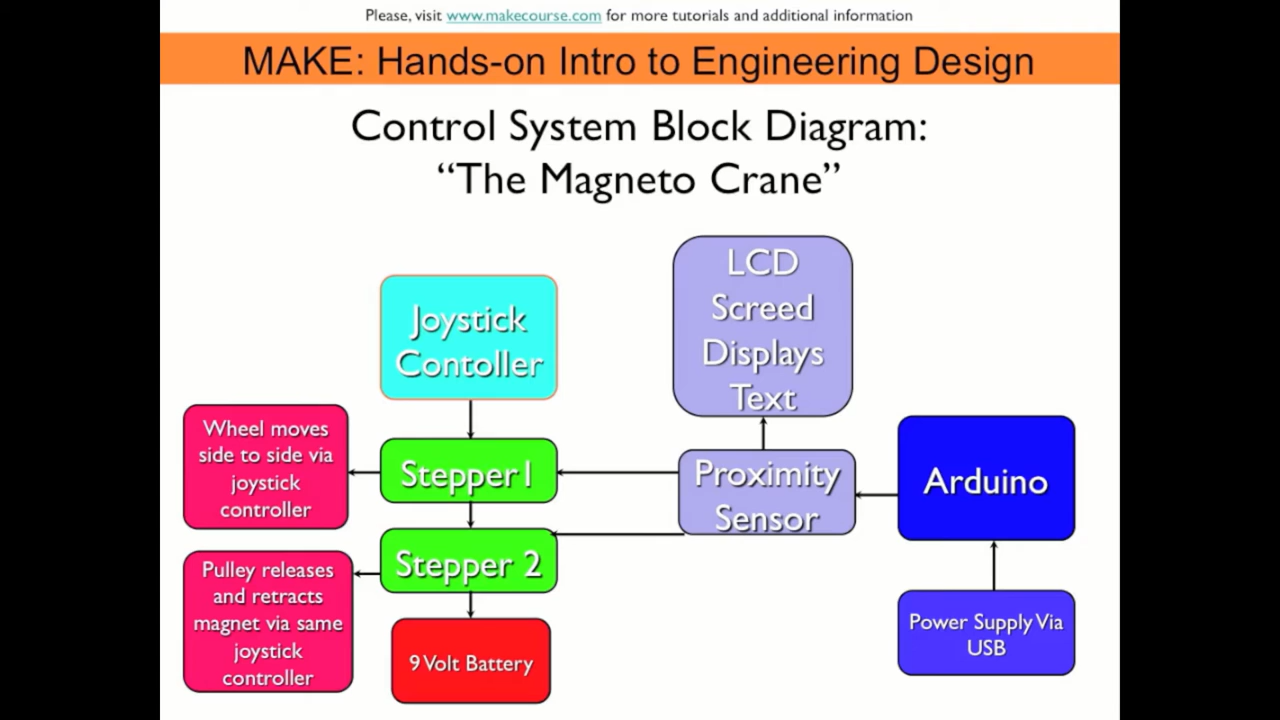 Please, visit www.makecourse.com for more tutorials and additional information
MAKE: Hands-on Intro to Engineering Design
Control System Block Diagram:
“The Magneto Crane”
LCD
Screed
Displays
Text
Joystick
Contoller
Wheel moves
side to side via
joystick
controller
Stepper1
Proximity
Sensor
Arduino
Stepper 2
Pulley releases
and retracts
magnet via same
joystick
controller
9 Volt Battery
Power Supply Via
USB